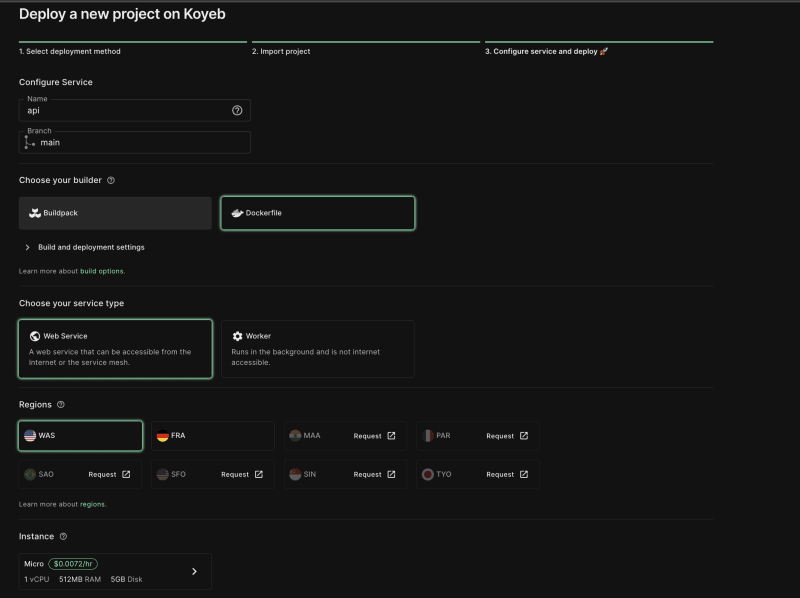 Deploy a new project on Koyeb
1. Select deployment method
2. Import project
3. Configure service and deploy 🚀
Configure Service
Name
api
Branch
main
Choose your builder
Buildpack
Dockerfile
Build and deployment settings
Learn more about build options.
Choose your service type
Web Service
A web service that can be accessible from the
Internet or the service mesh.
Worker
Runs in the background and is not internet
accessible.
Regions
WAS
FRA
MAA Request
PAR Request
SAO Request
SFO Request
SIN Request
TYO Request
Learn more about regions.
Instance
Micro $0.0072/hr
1 vCPU 512MB RAM 5GB Disk